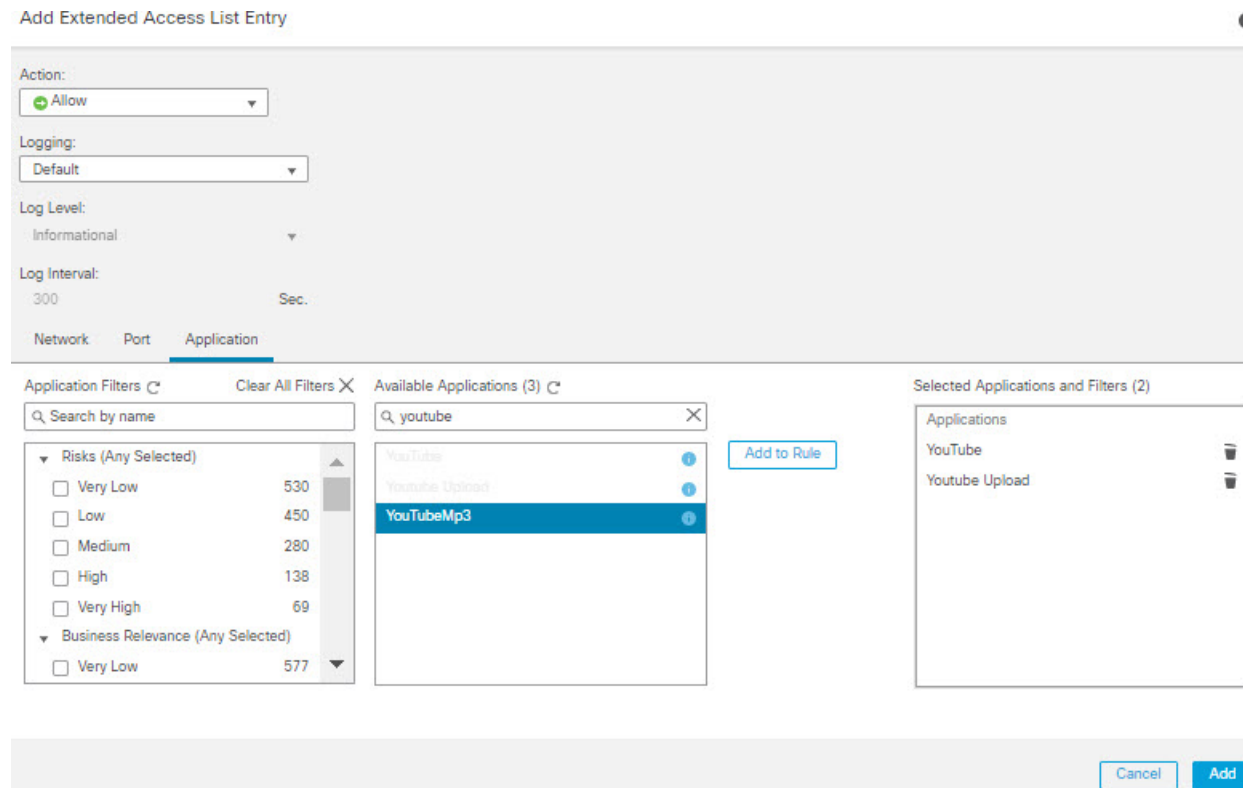 Add Extended Access List Entry
Action:
Allow
Logging:
Default
Log Level:
Informational
Log Interval:
300 Sec.
Network Port Application
Application Filters Clear All Filters Available Applications (3) Selected Applications and Filters (2)
Search by name
youtube
Risks (Any Selected)
Very Low 530
Low 450
Medium 280
High 138
Very High 69
Business Relevance (Any Selected)
Very Low 577
YouTube
Youtube Upload
YouTubeMp3
Add to Rule
Applications
YouTube
Youtube Upload
Cancel Add